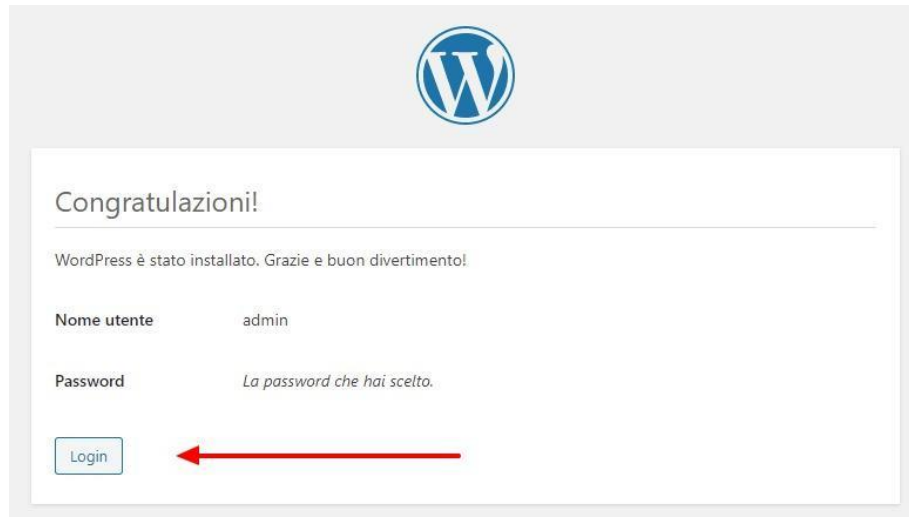 Congratulazioni!
WordPress è stato installato. Grazie e buon divertimento!
Nome utente admin
Password La password che hai scelto.
Login